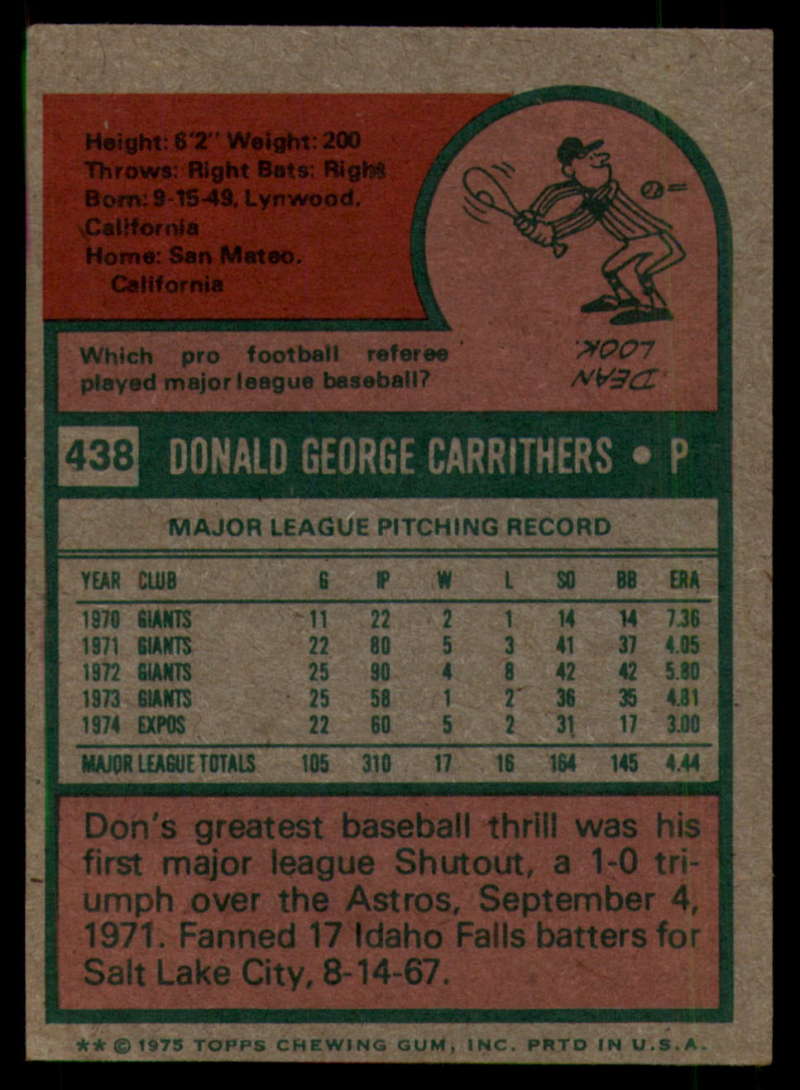 Height: 6'2" Weight: 200
Throws: Right Bats: Right
Born: 9-15-49, Lynwood,
California
Home: San Mateo,
California
Which pro football referee
played major league baseball?
DEAN
LOOK.
438 DONALD GEORGE CARRITHERS • P
MAJOR LEAGUE PITCHING RECORD
YEAR CLUB G IP W L SO BB ERA
1970 GIANTS 11 22 2 1 14 14 7.36
1971 GIANTS 22 80 5 3 41 37 4.05
1972 GIANTS 25 90 4 8 42 42 5.80
1973 GIANTS 25 58 1 2 36 35 4.81
1974 EXPOS 22 60 5 2 31 17 3.00
MAJOR LEAGUE TOTALS 105 310 17 16 164 145 4.44
Don's greatest baseball thrill was his
first major league Shutout, a 1-0 tri-
umph over the Astros, September 4,
1971. Fanned 17 Idaho Falls batters for
Salt Lake City, 8-14-67.
** © 1975 TOPPS CHEWING GUM, INC. PRTD IN U.S.A.